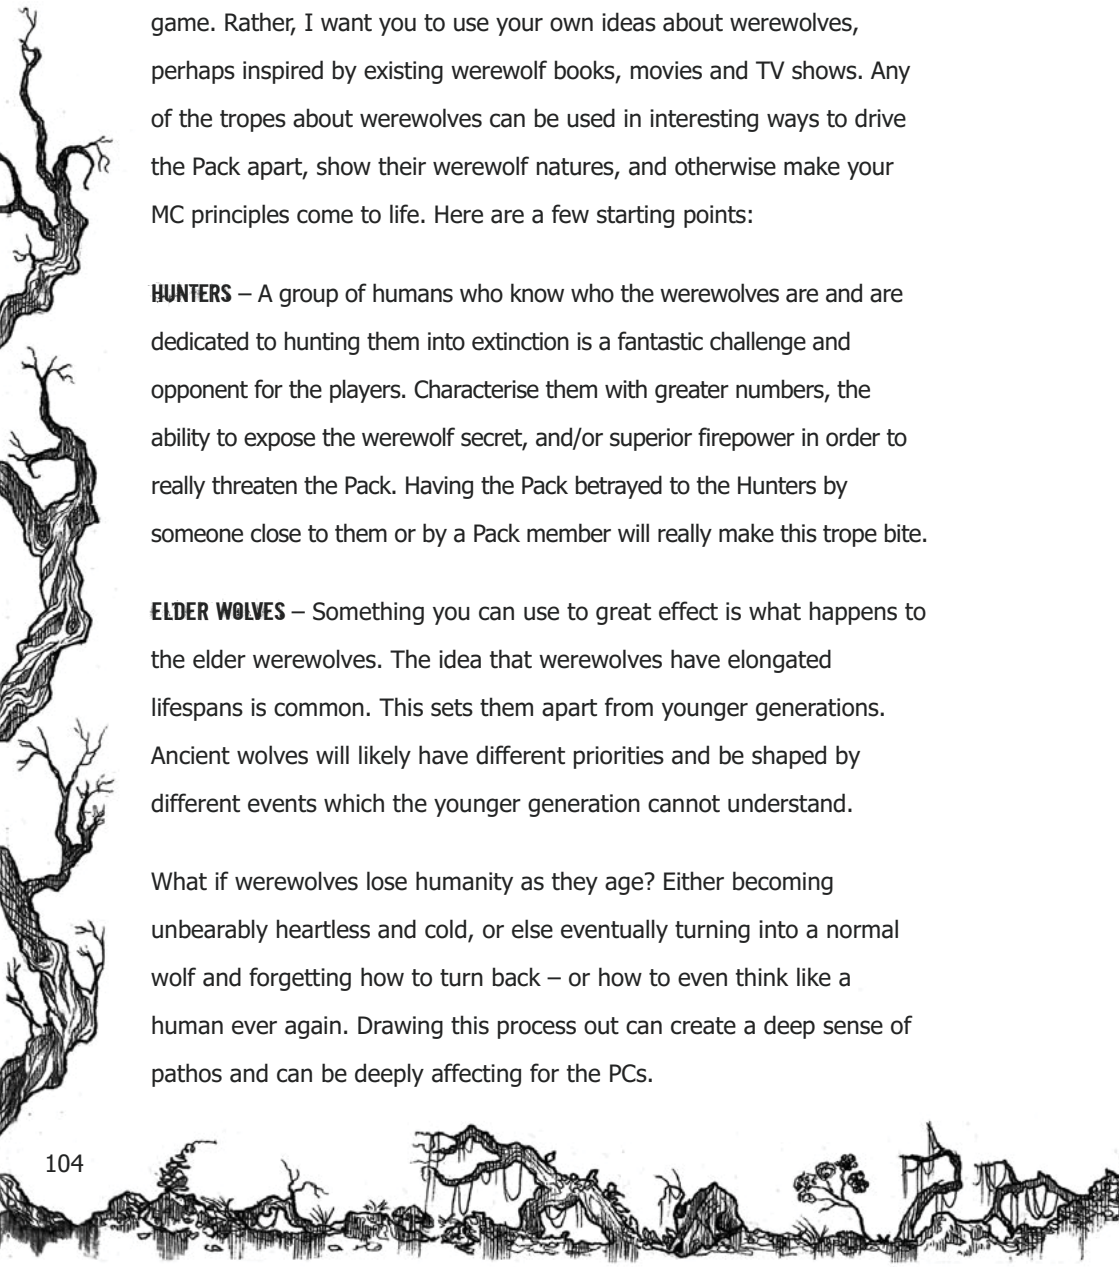 game. Rather, I want you to use your own ideas about werewolves,
perhaps inspired by existing werewolf books, movies and TV shows. Any
of the tropes about werewolves can be used in interesting ways to drive
the Pack apart, show their werewolf natures, and otherwise make your
MC principles come to life. Here are a few starting points:
HUNTERS – A group of humans who know who the werewolves are and are
dedicated to hunting them into extinction is a fantastic challenge and
opponent for the players. Characterise them with greater numbers, the
ability to expose the werewolf secret, and/or superior firepower in order to
really threaten the Pack. Having the Pack betrayed to the Hunters by
someone close to them or by a Pack member will really make this trope bite.
ELDER WOLVES – Something you can use to great effect is what happens to
the elder werewolves. The idea that werewolves have elongated
lifespans is common. This sets them apart from younger generations.
Ancient wolves will likely have different priorities and be shaped by
different events which the younger generation cannot understand.
What if werewolves lose humanity as they age? Either becoming
unbearably heartless and cold, or else eventually turning into a normal
wolf and forgetting how to turn back – or how to even think like a
human ever again. Drawing this process out can create a deep sense of
pathos and can be deeply affecting for the PCs.
104